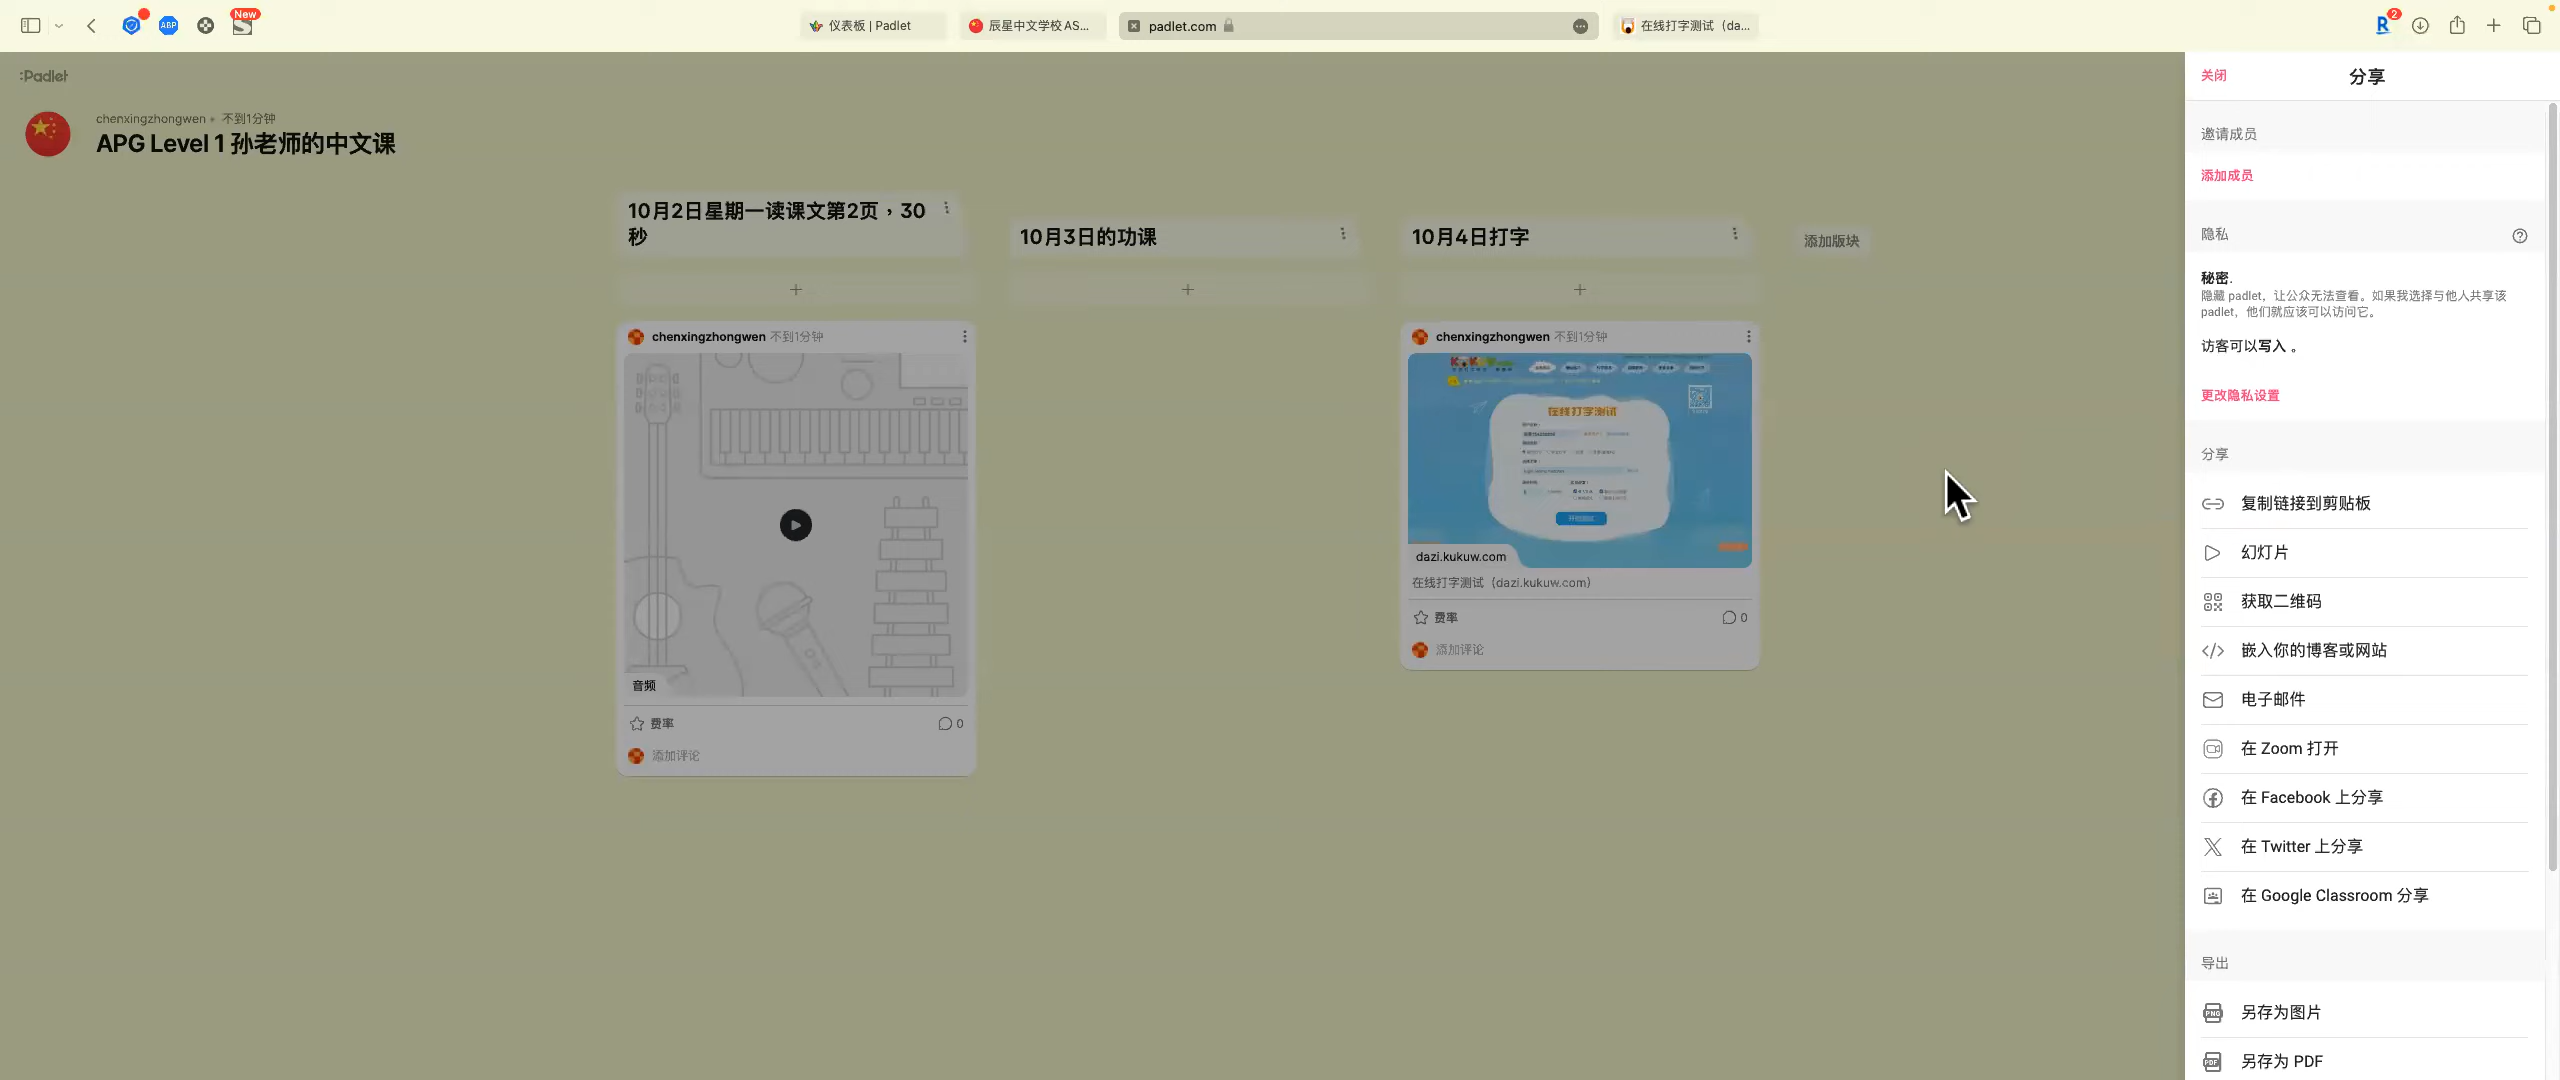 New
ABP
仪表板 | Padlet
辰星中文学校AS...
padlet.com
在线打字测试（da...
2
:Padlet
chenxingzhongwen • 不到1分钟
APG Level 1 孙老师的中文课
10月2日星期一读课文第2页，30
秒
10月3日的功课
10月4日打字
添加版块
chenxingzhongwen 不到1分钟
音频
费率
0
添加评论
chenxingzhongwen 不到1分钟
在线打字测试
dazi.kukuw.com
在线打字测试（dazi.kukuw.com）
费率
0
添加评论
关闭
分享
邀请成员
添加成员
隐私
秘密.
隐藏 padlet，让公众无法查看。如果我选择与他人共享该
padlet，他们就应该可以访问它。
访客可以写入 。
更改隐私设置
分享
复制链接到剪贴板
幻灯片
获取二维码
嵌入你的博客或网站
电子邮件
在 Zoom 打开
在 Facebook 上分享
在 Twitter 上分享
在 Google Classroom 分享
导出
PNG
另存为图片
PDF
另存为 PDF